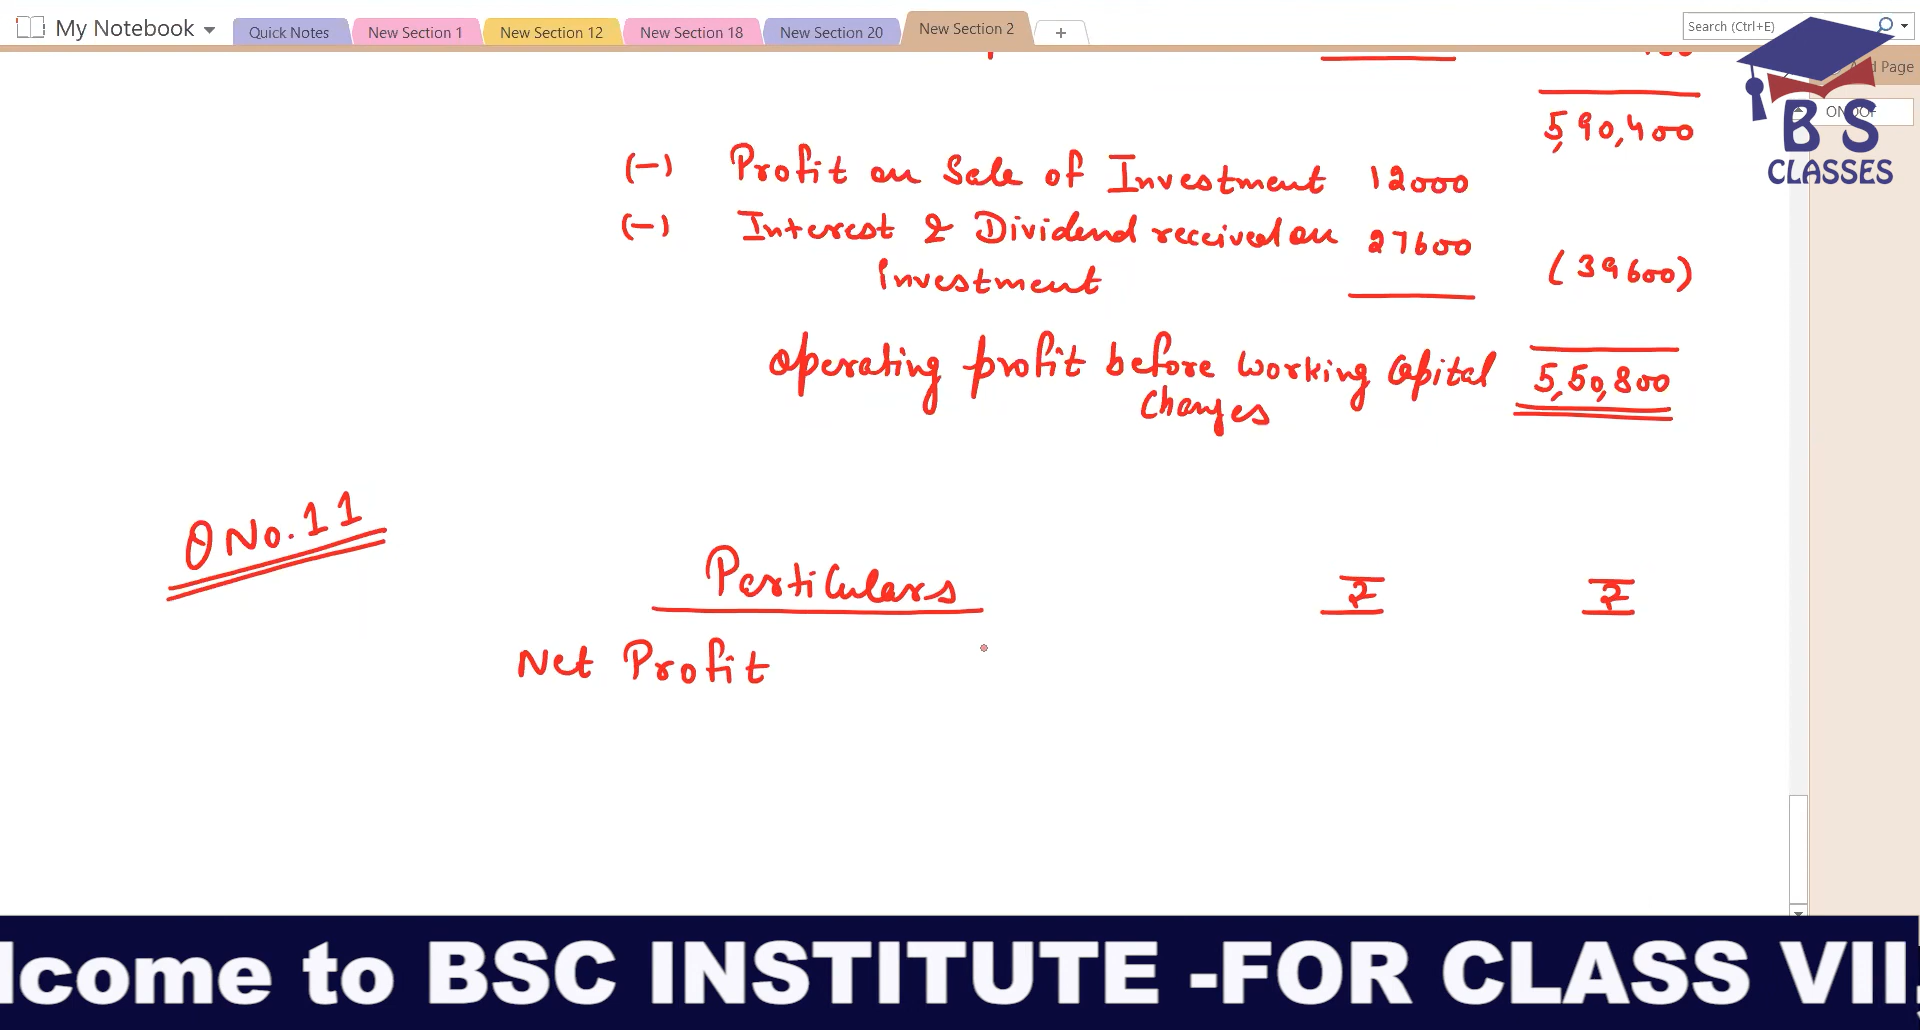 My Notebook
Quick Notes
New Section 1
New Section 12
New Section 18
New Section 20
New Section 2
Search (Ctrl+E)
d Page
B S
CLASSES
5,90,400
(-) Profit on Sale of Investment 12000
(-) Interest & Dividend received on 27600
Investment
(39600)
Operating profit before working capital 5,50,800
changes
Q No. 11
Particulars ₹ ₹
Net Profit
lcome to BSC INSTITUTE -FOR CLASS VII,